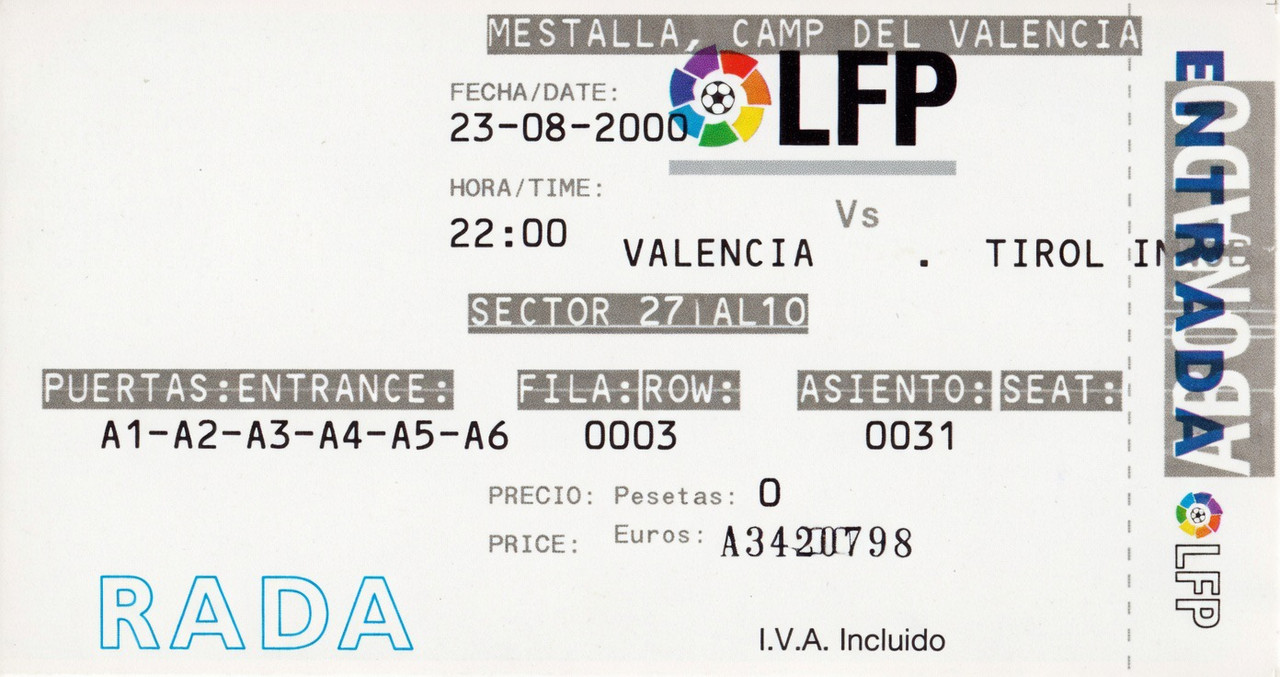 MESTALLA, CAMP DEL VALENCIA
LFP
FECHA/DATE:
23-08-2000
HORA/TIME:
22:00
Vs
VALENCIA . TIROL
SECTOR 27 AL10
PUERTAS:ENTRANCE: FILA: ROW: ASIENTO: SEAT:
A1-A2-A3-A4-A5-A6 0003 0031
PRECIO: Pesetas: 0
PRICE: Euros: A3420798
RADA
I.V.A. Incluido
ENTRADA
ABONADO
LFP